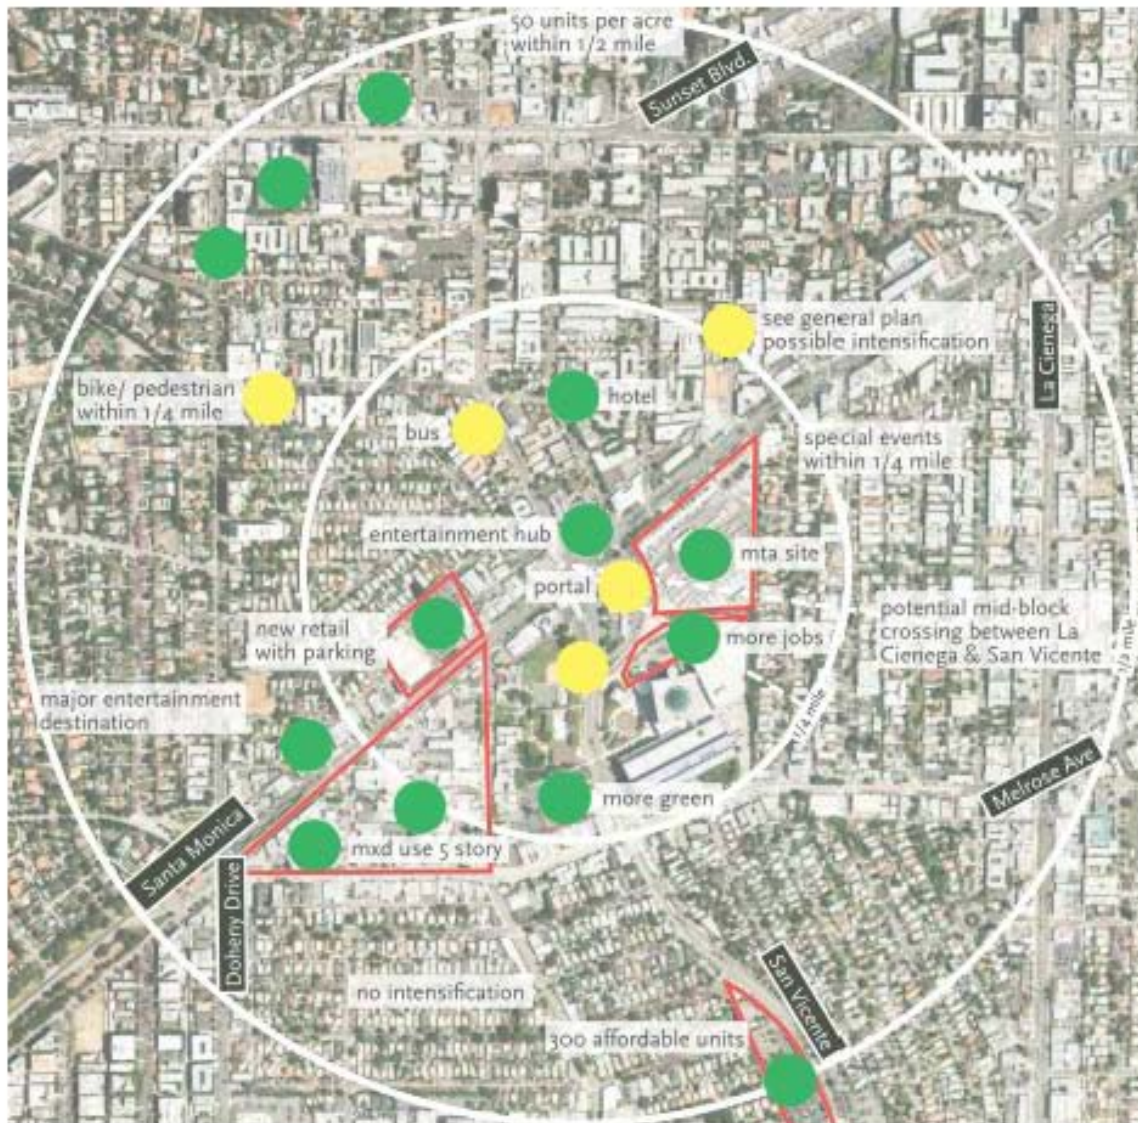 50 units per acre
within 1/2 mile
Sunset Blvd.
see general plan
possible intensification
La Cienega
bike/ pedestrian
within 1/4 mile
hotel
bus
special events
within 1/4 mile
entertainment hub
mta site
portal
new retail
with parking
more jobs
potential mid-block
crossing between La
Cienega & San Vicente
1/2 mile
major entertainment
destination
1/4 mile
Melrose Ave
more green
Santa Monica
mxd use 5 story
Doheny Drive
no intensification
San Vicente
300 affordable units